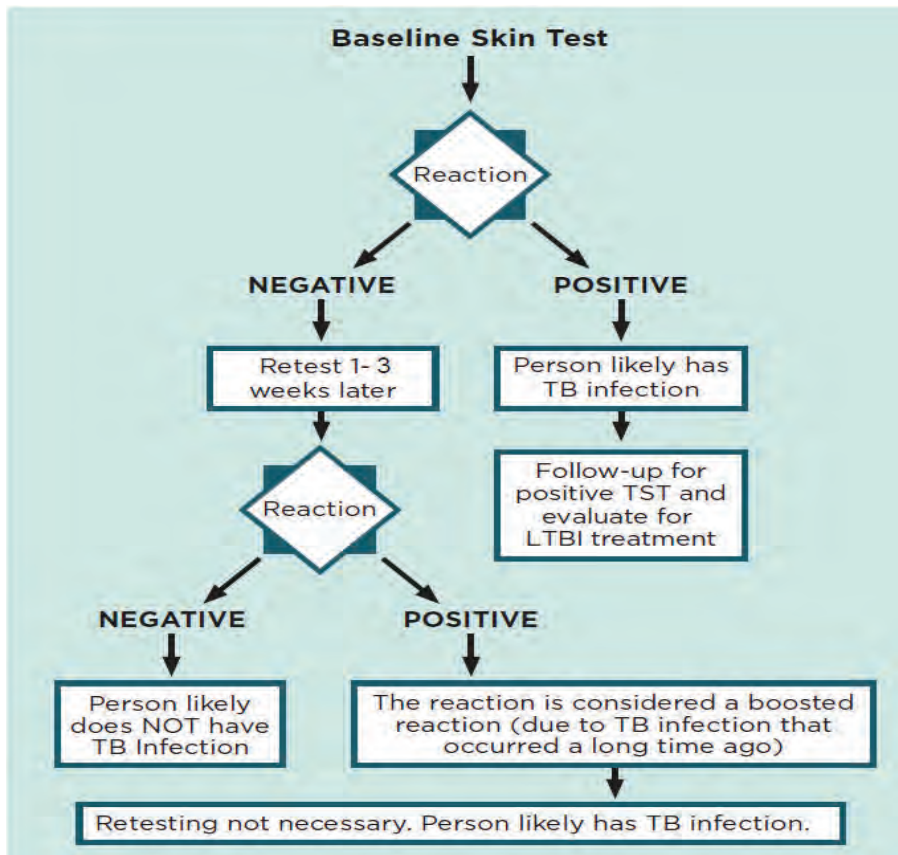 Baseline Skin Test
Reaction
NEGATIVE
POSITIVE
Retest 1- 3
weeks later
Person likely has
TB infection
Follow-up for
positive TST and
evaluate for
LTBI treatment
Reaction
NEGATIVE
POSITIVE
Person likely
does NOT have
TB Infection
The reaction is considered a boosted
reaction (due to TB infection that
occurred a long time ago)
Retesting not necessary. Person likely has TB infection.